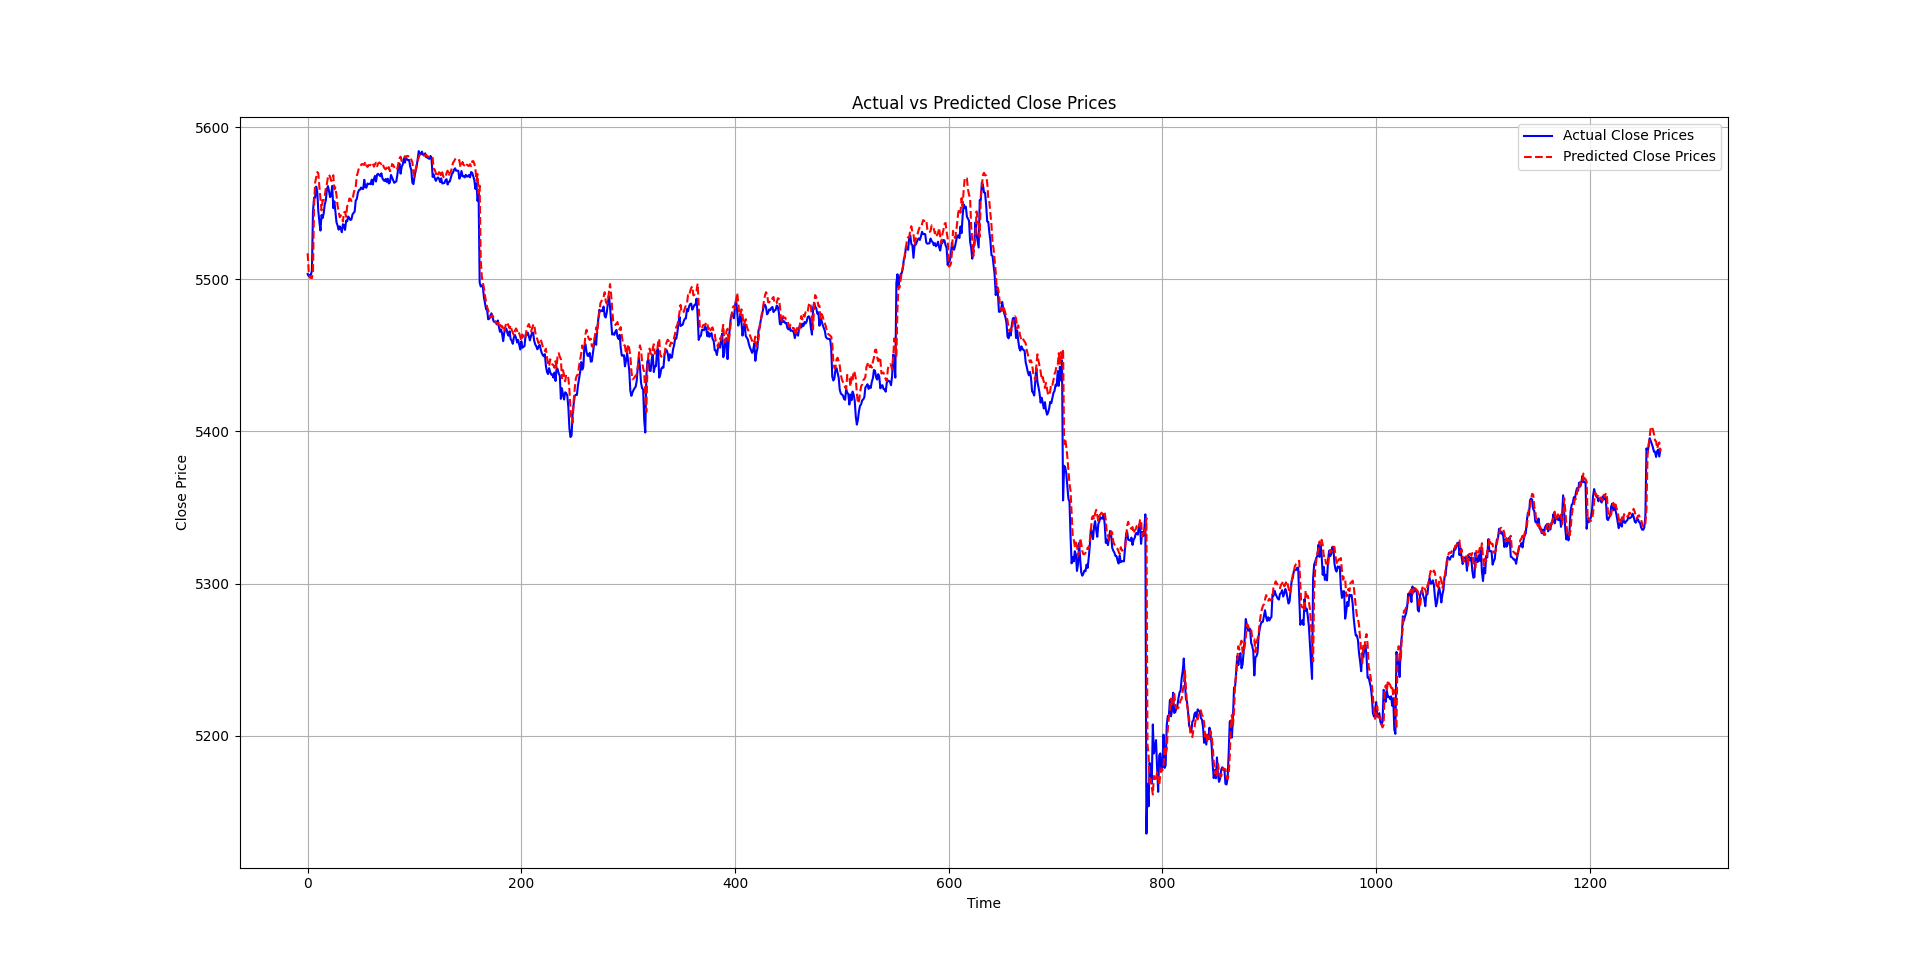 Actual vs Predicted Close Prices
Actual Close Prices
Predicted Close Prices
5600
5500
5400
5300
5200
Close Price
0 200 400 600 800 1000 1200
Time